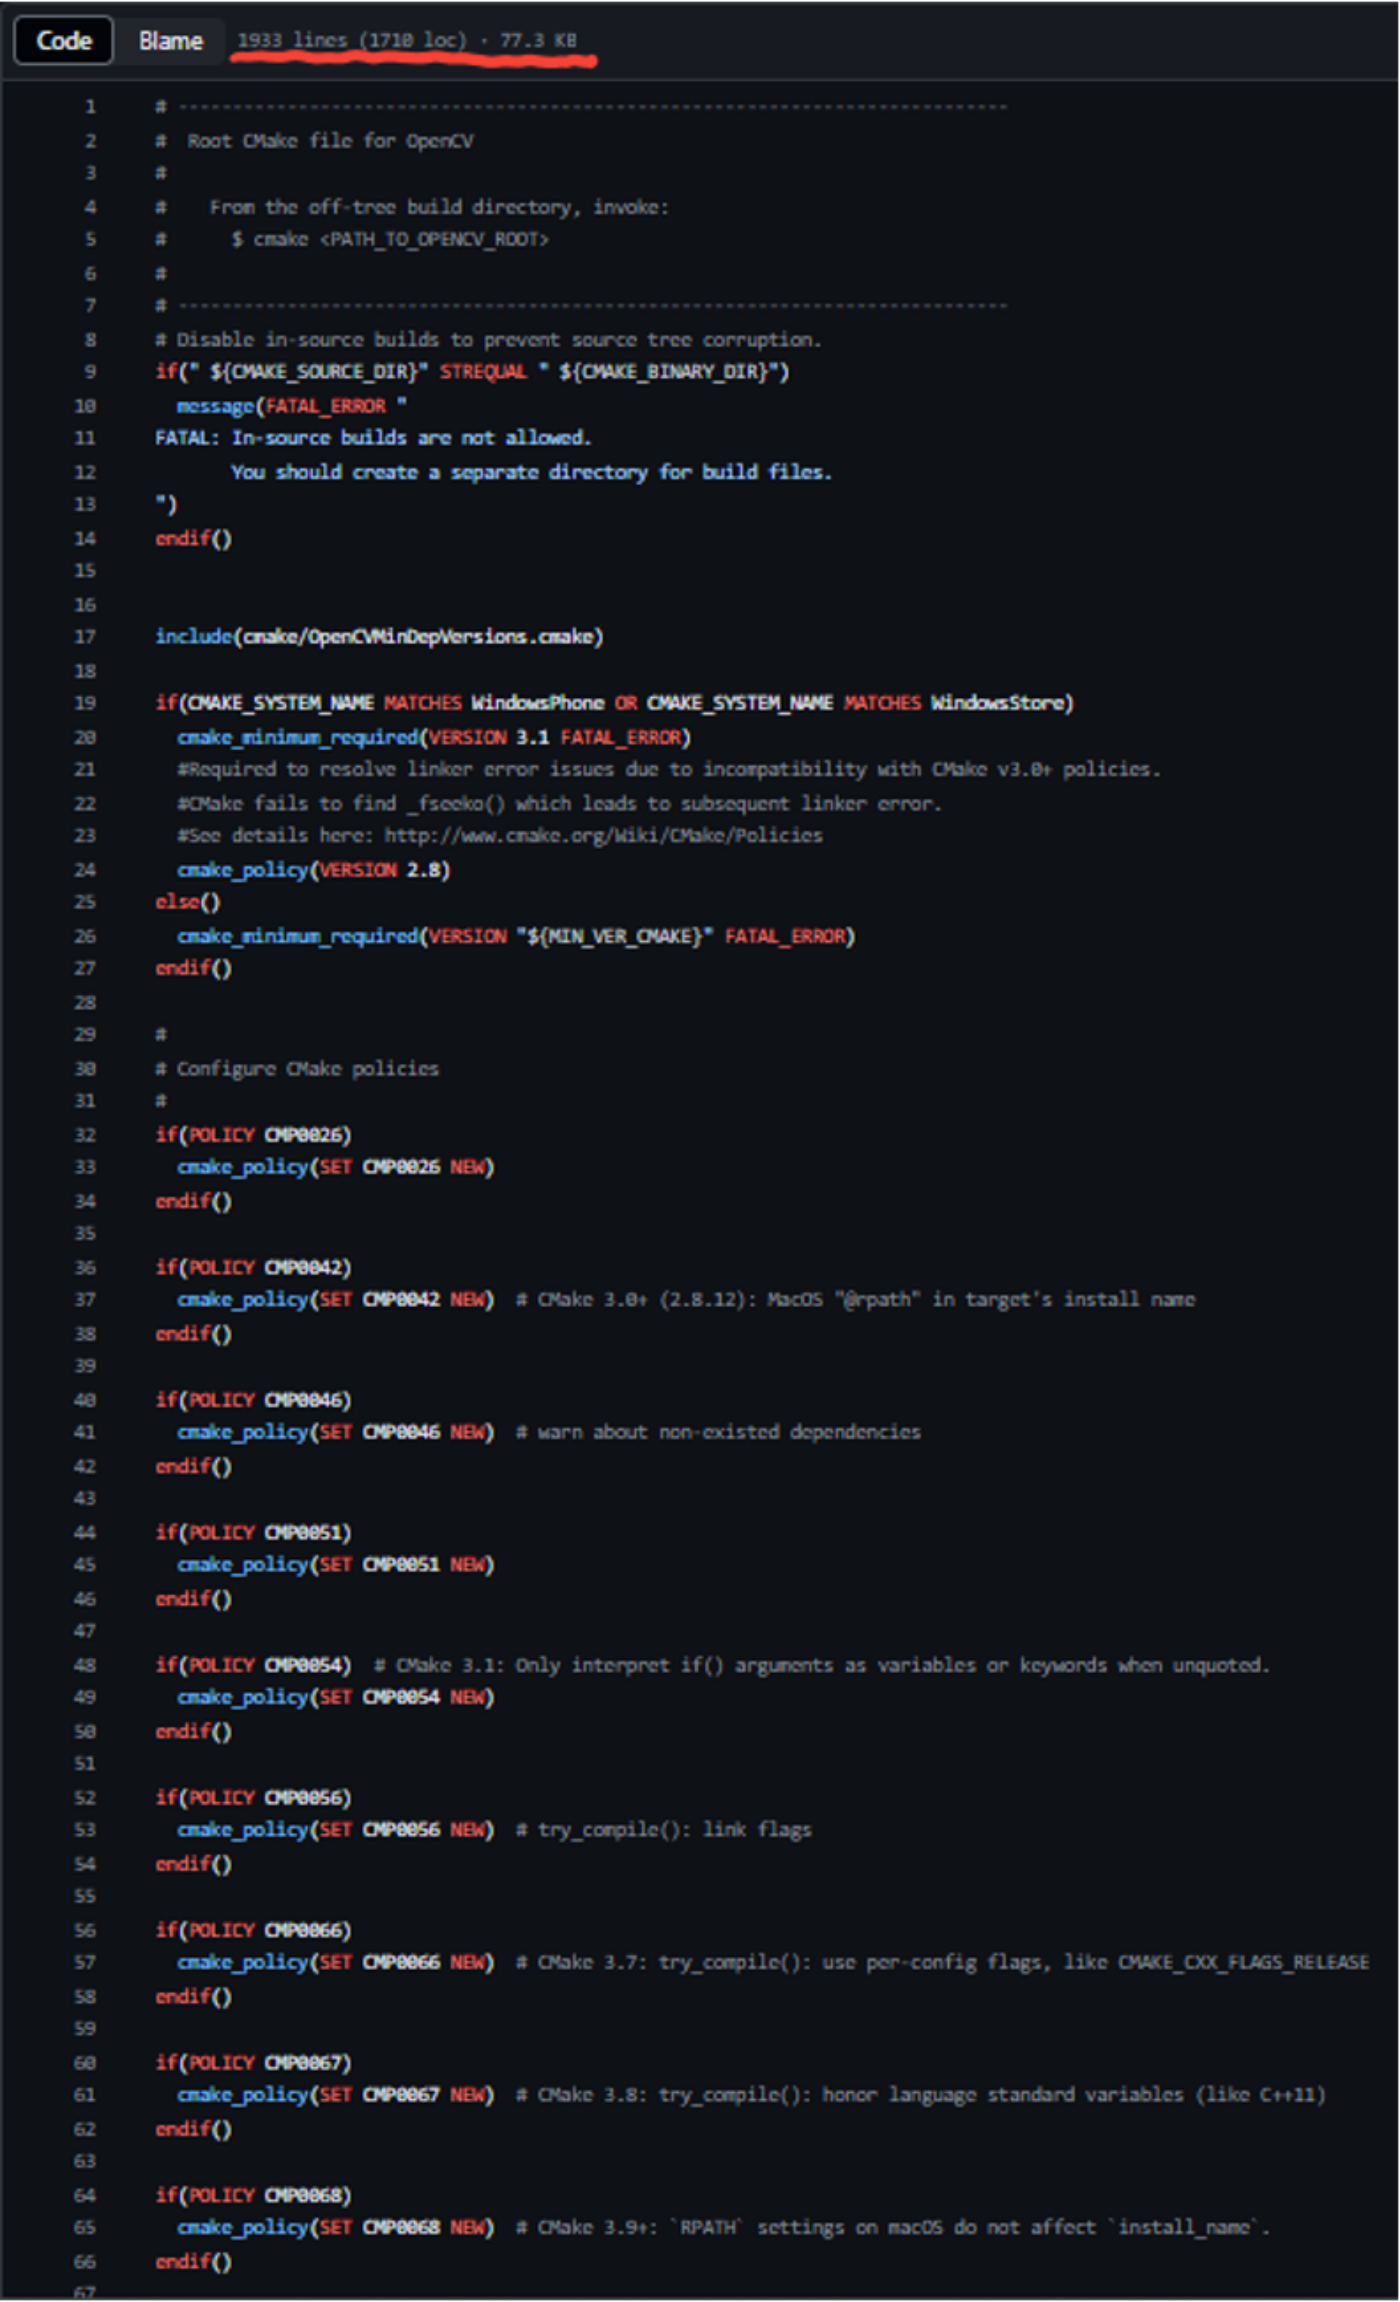 Code Blame 1933 lines (1710 loc) · 77.3 KB
1 # ----------------------------------------------------------------------------
2 #  Root CMake file for OpenCV
3 #
4 #    From the off-tree build directory, invoke:
5 #      $ cmake <PATH_TO_OPENCV_ROOT>
6 #
7 # ----------------------------------------------------------------------------
8 # Disable in-source builds to prevent source tree corruption.
9 if(" ${CMAKE_SOURCE_DIR}" STREQUAL " ${CMAKE_BINARY_DIR}")
10   message(FATAL_ERROR "
11 FATAL: In-source builds are not allowed.
12        You should create a separate directory for build files.
13 ")
14 endif()
15
16
17 include(cmake/OpenCVMinDepVersions.cmake)
18
19 if(CMAKE_SYSTEM_NAME MATCHES WindowsPhone OR CMAKE_SYSTEM_NAME MATCHES WindowsStore)
20   cmake_minimum_required(VERSION 3.1 FATAL_ERROR)
21   #Required to resolve linker error issues due to incompatibility with CMake v3.0+ policies.
22   #CMake fails to find _fseeko() which leads to subsequent linker error.
23   #See details here: http://www.cmake.org/Wiki/CMake/Policies
24   cmake_policy(VERSION 2.8)
25 else()
26   cmake_minimum_required(VERSION "${MIN_VER_CMAKE}" FATAL_ERROR)
27 endif()
28
29 #
30 # Configure CMake policies
31 #
32 if(POLICY CMP0026)
33   cmake_policy(SET CMP0026 NEW)
34 endif()
35
36 if(POLICY CMP0042)
37   cmake_policy(SET CMP0042 NEW)  # CMake 3.0+ (2.8.12): MacOS "@rpath" in target's install name
38 endif()
39
40 if(POLICY CMP0046)
41   cmake_policy(SET CMP0046 NEW)  # warn about non-existed dependencies
42 endif()
43
44 if(POLICY CMP0051)
45   cmake_policy(SET CMP0051 NEW)
46 endif()
47
48 if(POLICY CMP0054)  # CMake 3.1: Only interpret if() arguments as variables or keywords when unquoted.
49   cmake_policy(SET CMP0054 NEW)
50 endif()
51
52 if(POLICY CMP0056)
53   cmake_policy(SET CMP0056 NEW)  # try_compile(): link flags
54 endif()
55
56 if(POLICY CMP0066)
57   cmake_policy(SET CMP0066 NEW)  # CMake 3.7: try_compile(): use per-config flags, like CMAKE_CXX_FLAGS_RELEASE
58 endif()
59
60 if(POLICY CMP0067)
61   cmake_policy(SET CMP0067 NEW)  # CMake 3.8: try_compile(): honor language standard variables (like C++11)
62 endif()
63
64 if(POLICY CMP0068)
65   cmake_policy(SET CMP0068 NEW)  # CMake 3.9+: `RPATH` settings on macOS do not affect `install_name`.
66 endif()
67